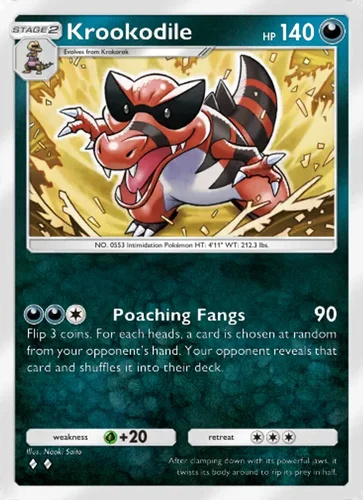 STAGE 2 Krookodile HP 140
Evolves from Krokorok
NO. 0553 Intimidation Pokémon HT: 4'11" WT: 212.3 lbs.
Poaching Fangs 90
Flip 3 coins. For each heads, a card is chosen at random
from your opponent's hand. Your opponent reveals that
card and shuffles it into their deck.
weakness +20 retreat
Illus. Naoki Saito
After clamping down with its powerful jaws, it
twists its body around to rip its prey in half.